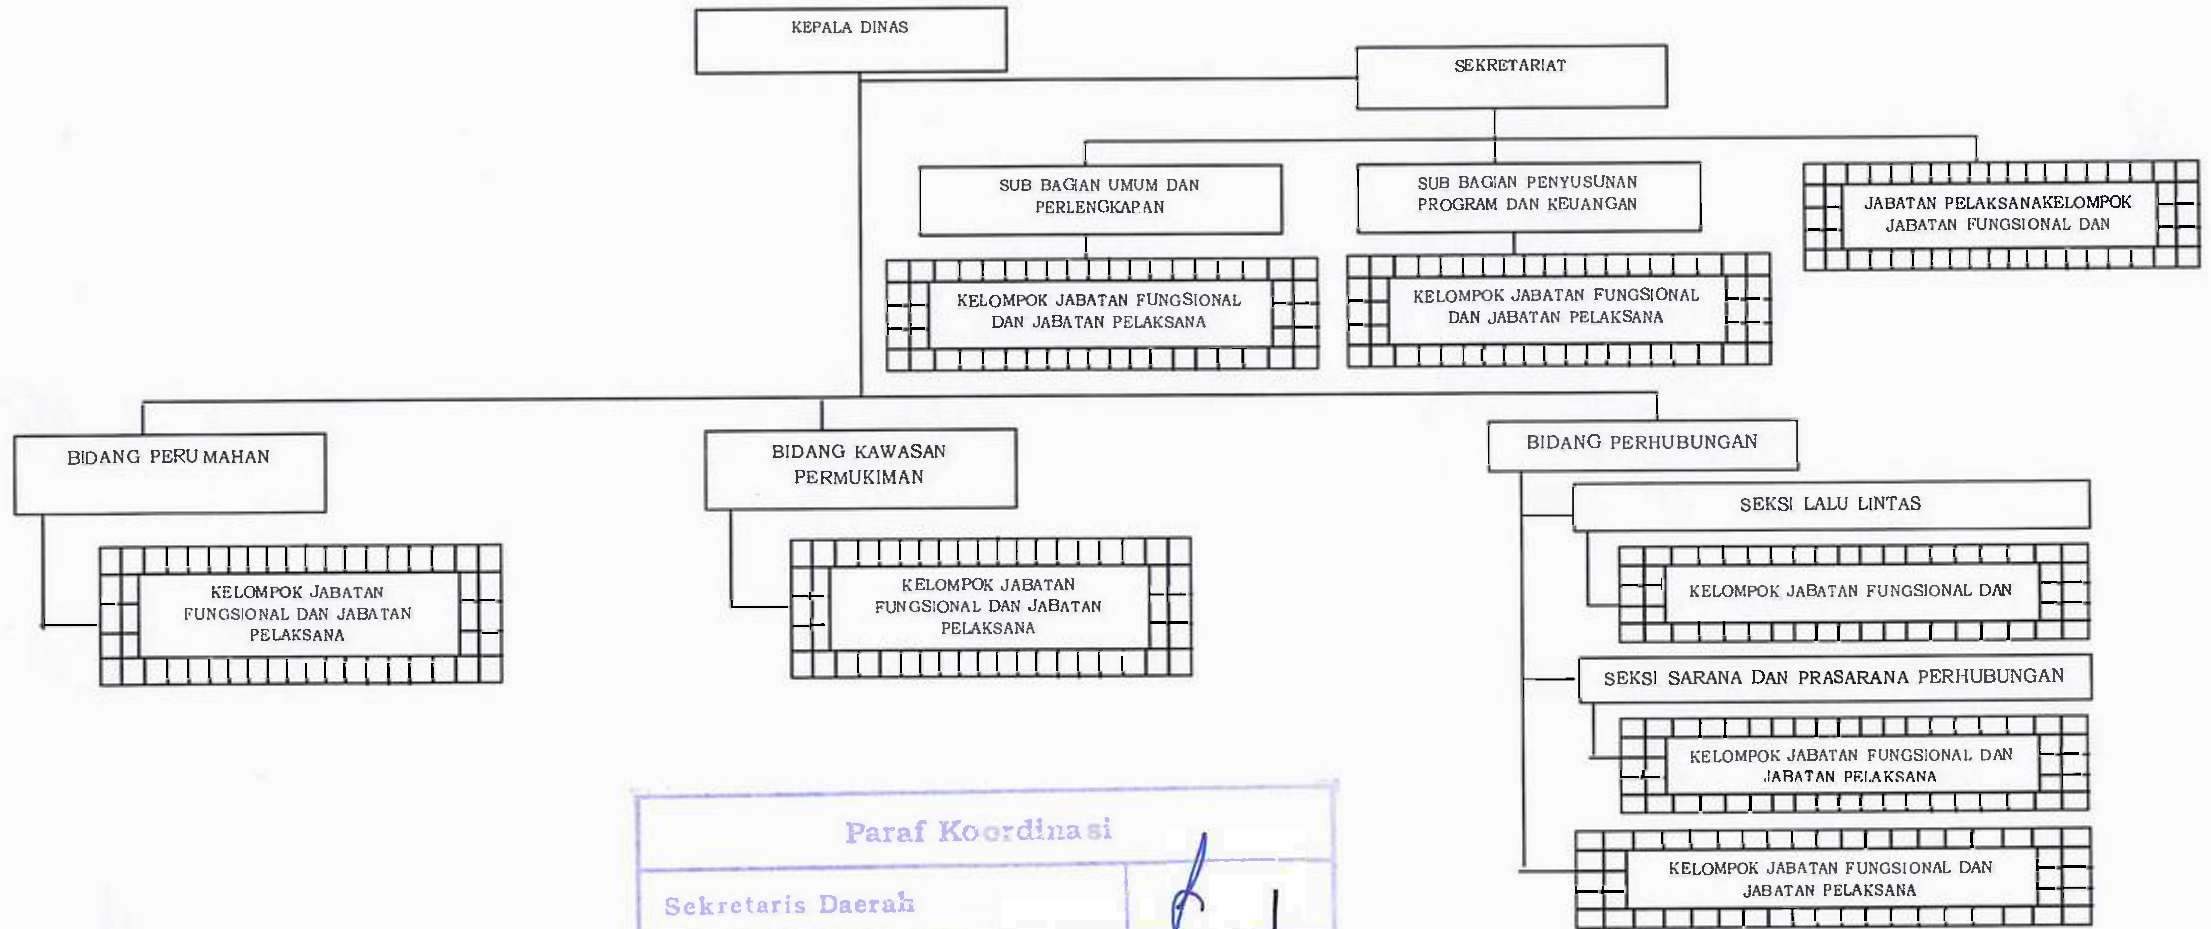 KEPALA DINAS
SEKRETARIAT
SUB BAGIAN UMUM DAN
PERLENGKAPAN
SUB BAGIAN PENYUSUNAN
PROGRAM DAN KEUANGAN
JABATAN PELAKSANAKELOMPOK
JABATAN FUNGSIONAL DAN
KELOMPOK JABATAN FUNGSIONAL
DAN JABATAN PELAKSANA
KELOMPOK JABATAN FUNGSIONAL
DAN JABATAN PELAKSANA
BIDANG PERUMAHAN
BIDANG KAWASAN
PERMUKIMAN
BIDANG PERHUBUNGAN
KELOMPOK JABATAN
FUNGSIONAL DAN JABATAN
PELAKSANA
KELOMPOK JABATAN
FUNGSIONAL DAN JABATAN
PELAKSANA
SEKSI LALU LINTAS
KELOMPOK JABATAN FUNGSIONAL DAN
SEKSI SARANA DAN PRASARANA PERHUBUNGAN
KELOMPOK JABATAN FUNGSIONAL DAN
JABATAN PELAKSANA
KELOMPOK JABATAN FUNGSIONAL DAN
JABATAN PELAKSANA
Paraf Koordinasi
Sekretaris Daerah